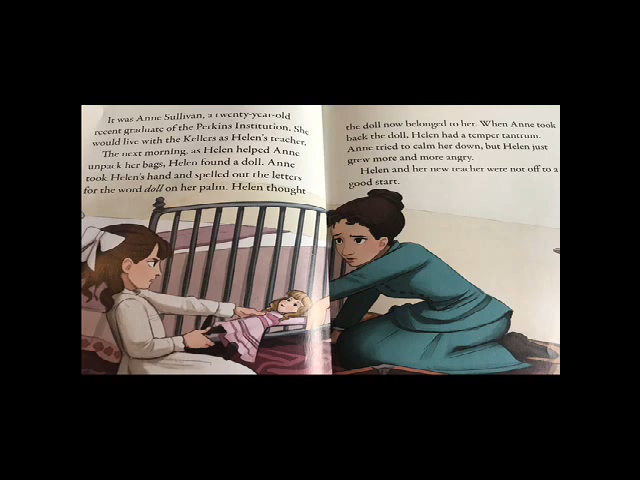 It was Anne Sullivan, a twenty-year-old
recent graduate of the Perkins Institution. She
would live with the Kellers as Helen's teacher.
The next morning, as Helen helped Anne
unpack her bags, Helen found a doll. Anne
took Helen's hand and spelled out the letters
for the word doll on her palm. Helen thought
the doll now belonged to her. When Anne took
back the doll, Helen had a temper tantrum.
Anne tried to calm her down, but Helen just
grew more and more angry.
Helen and her new teacher were not off to a
good start.